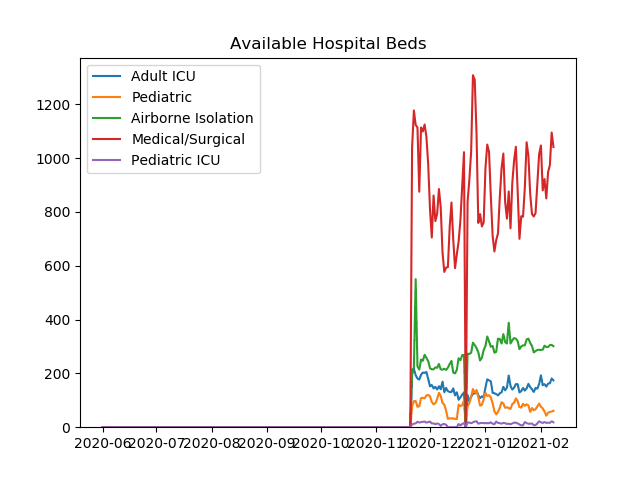 Available Hospital Beds
Adult ICU
Pediatric
Airborne Isolation
Medical/Surgical
Pediatric ICU
1200
1000
800
600
400
200
0
2020-06 2020-07 2020-08 2020-09 2020-10 2020-11 2020-12 2021-01 2021-02